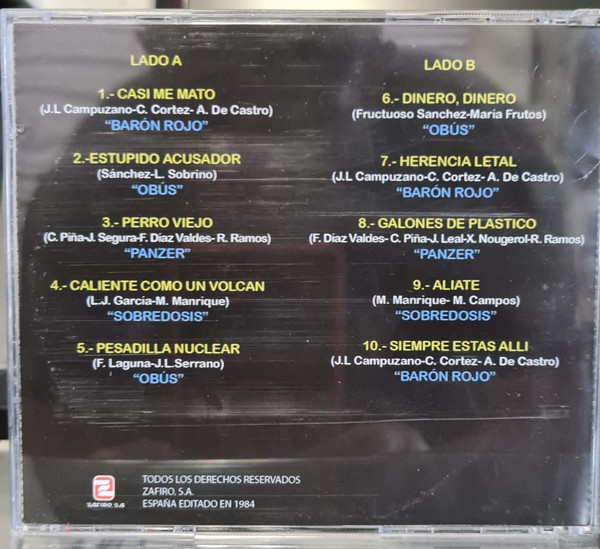 LADO A
1.- CASI ME MATO
(J.L Campuzano-C. Cortez- A. De Castro)
"BARÓN ROJO"
2.-ESTUPIDO ACUSADOR
(Sánchez-L. Sobrino)
"OBÚS"
3.- PERRO VIEJO
(C. Piña-J. Segura-F. Diaz Valdes- R. Ramos)
"PANZER"
4.- CALIENTE COMO UN VOLCAN
(L.J. García-M. Manrique)
"SOBREDOSIS"
5.- PESADILLA NUCLEAR
(F. Laguna-J.L.Serrano)
"OBÚS"
LADO B
6.- DINERO, DINERO
(Fructuoso Sanchez-Maria Frutos)
"OBÚS"
7.- HERENCIA LETAL
(J.L Campuzano-C. Cortez- A. De Castro)
"BARÓN ROJO"
8.- GALONES DE PLASTICO
(F. Díaz Valdes- C. Piña-J. Leal-X. Nougerol-R. Ramos)
"PANZER"
9.- ALIATE
(M. Manrique- M. Campos)
"SOBREDOSIS"
10.- SIEMPRE ESTAS ALLI
(J.L Campuzano-C. Cortez- A. De Castro)
"BARÓN ROJO"
ZAFIRO, S.A
TODOS LOS DERECHOS RESERVADOS
ZAFIRO, S.A.
ESPAÑA EDITADO EN 1984